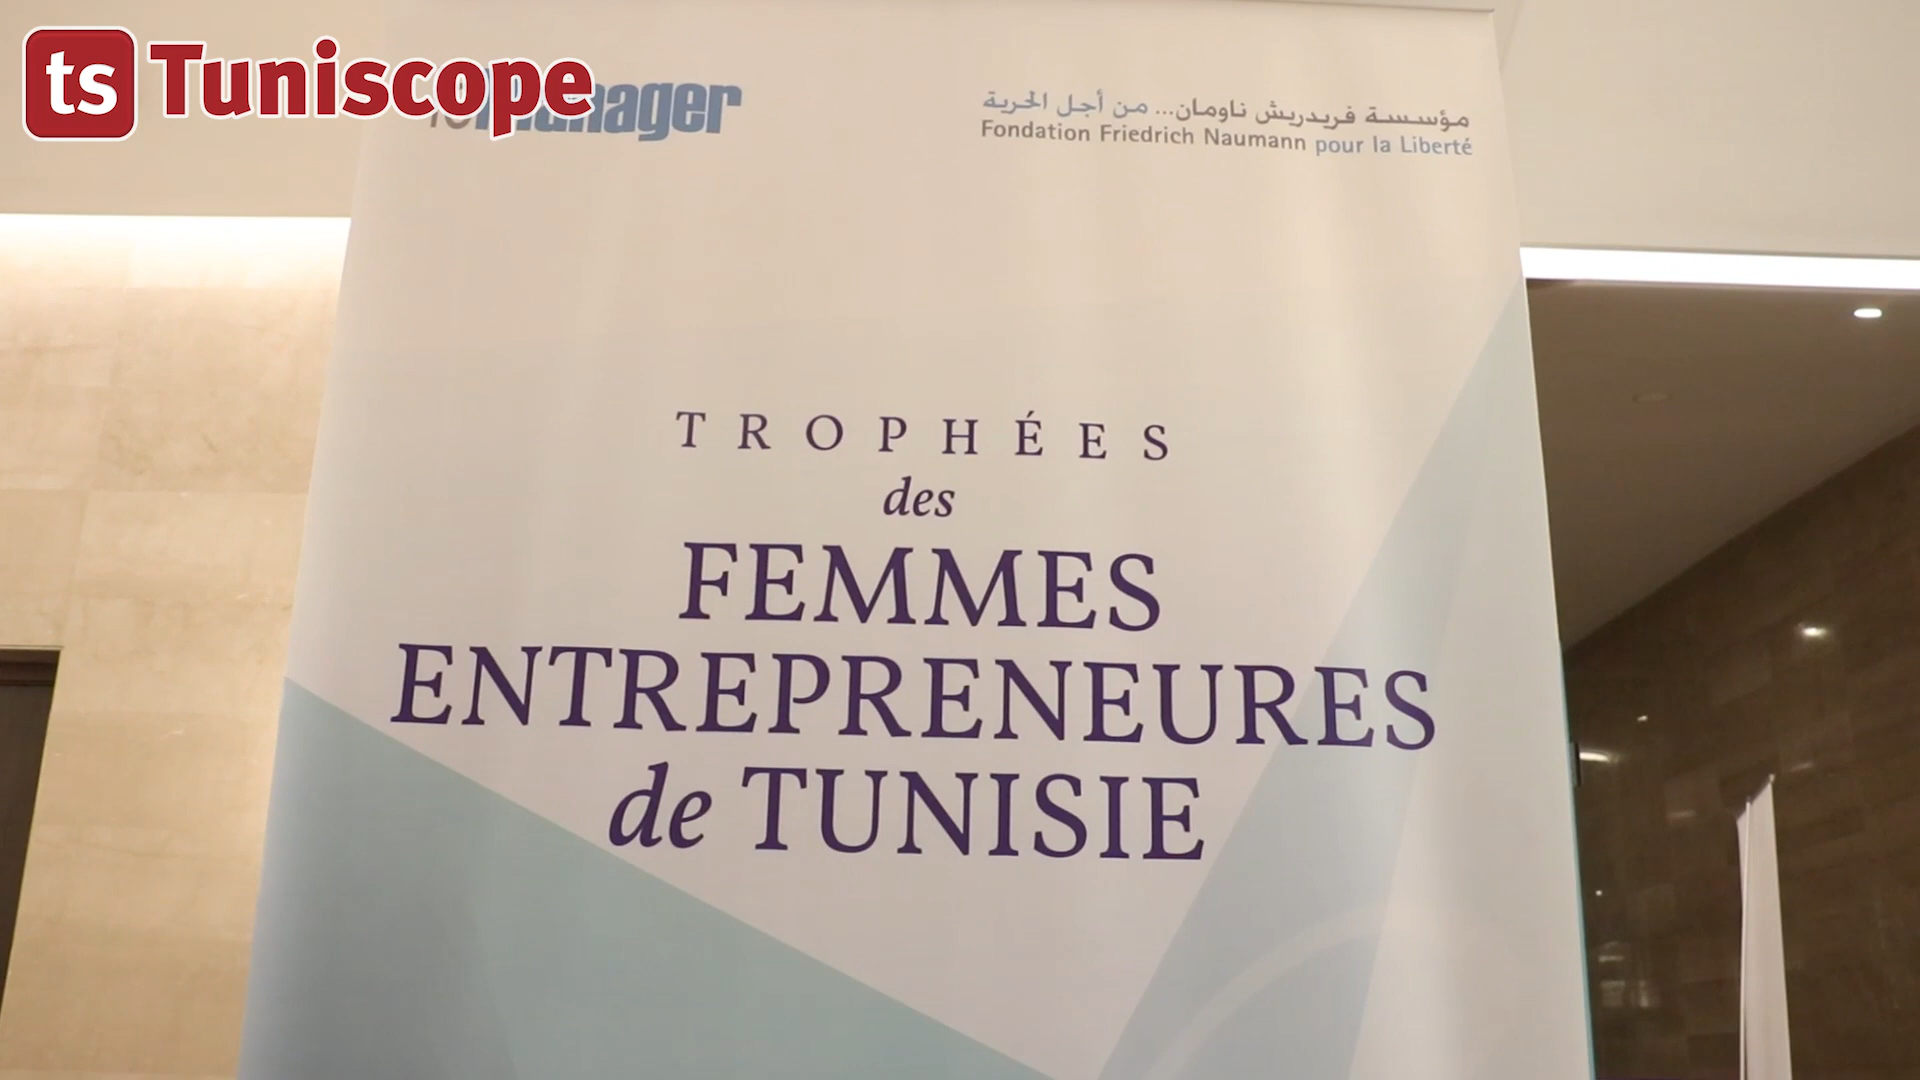 ts Tuniscope
manager
مؤسسة فريدريش ناومان... من أجل الحرية
Fondation Friedrich Naumann pour la Liberté
TROPHÉES
des
FEMMES
ENTREPRENEURES
de TUNISIE